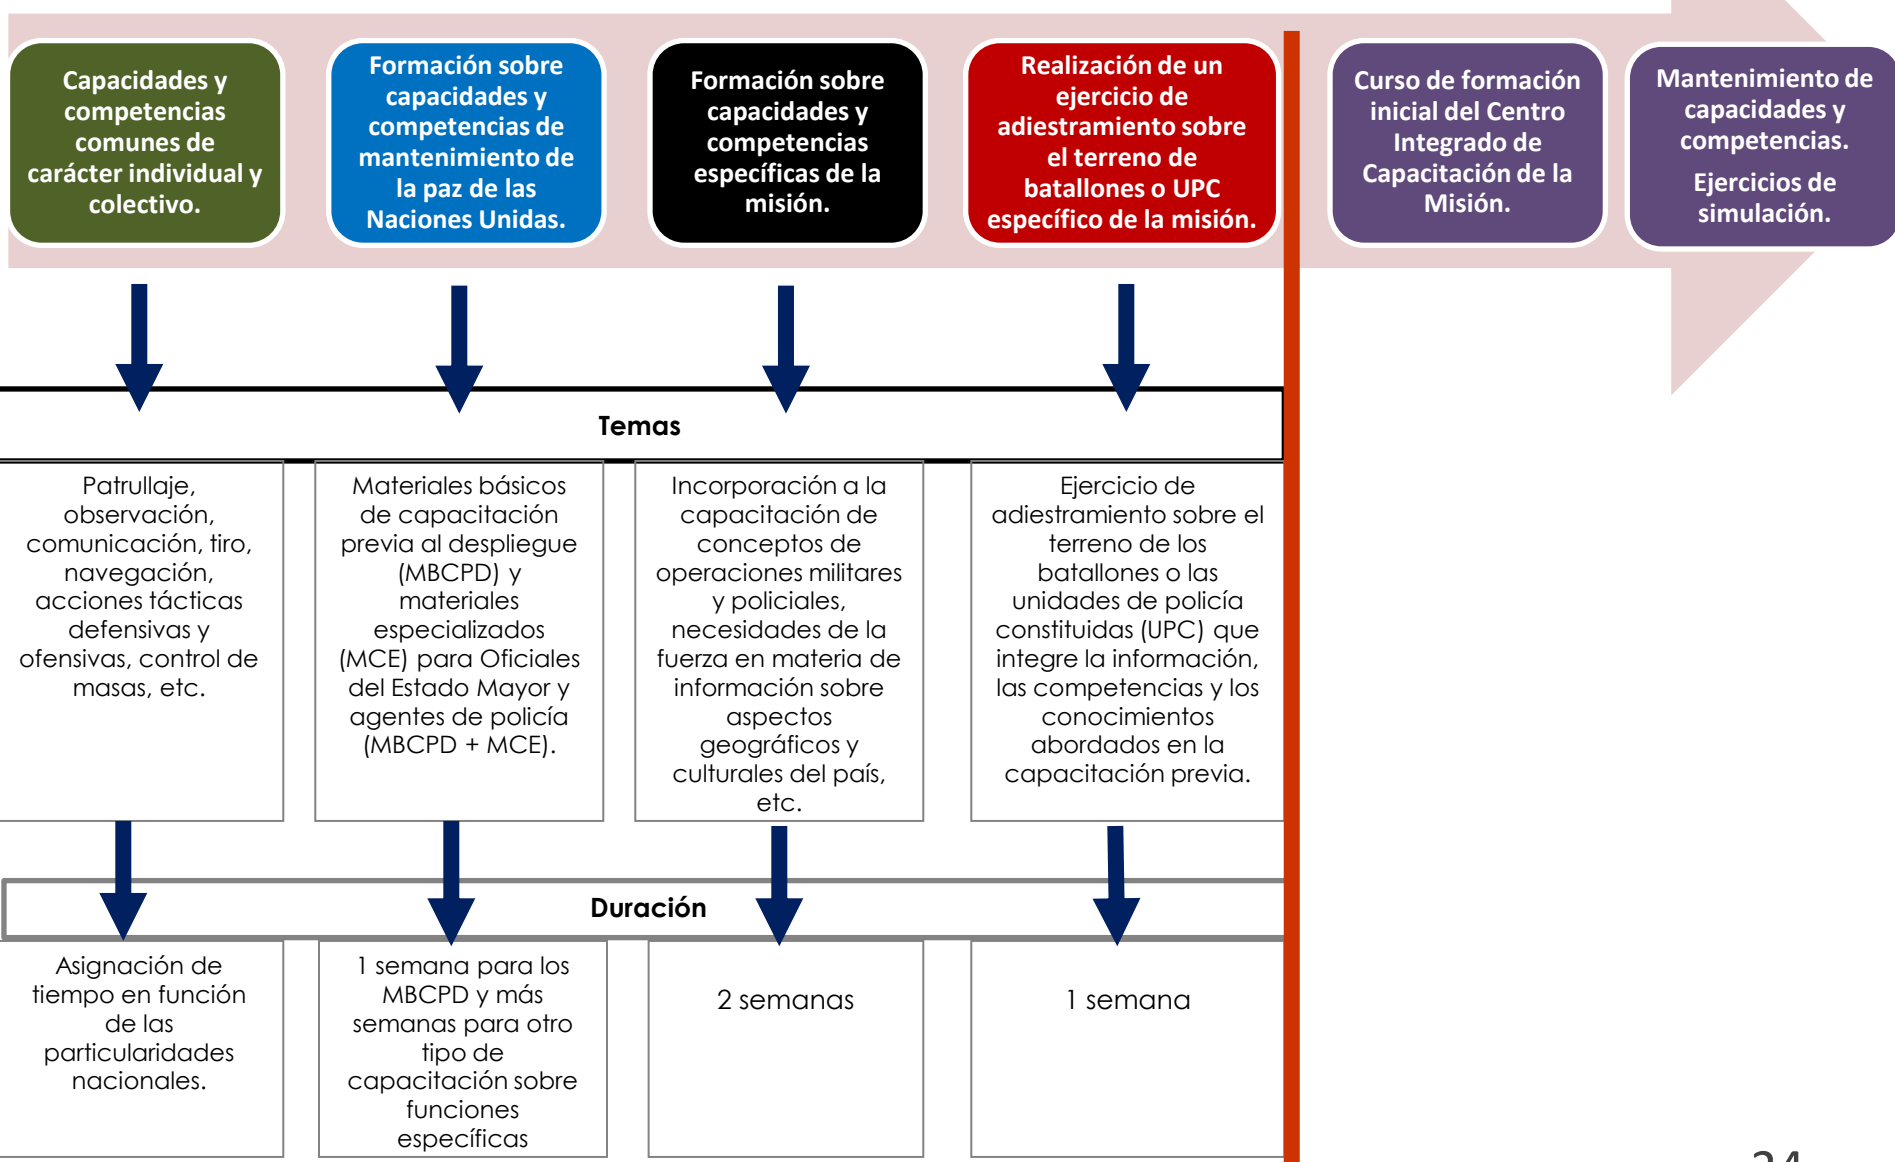 Capacidades y
competencias
comunes de
carácter individual y
colectivo.
Formación sobre
capacidades y
competencias de
mantenimiento de
la paz de las
Naciones Unidas.
Formación sobre
capacidades y
competencias
específicas de la
misión.
Realización de un
ejercicio de
adiestramiento sobre
el terreno de
batallones o UPC
específico de la misión.
Curso de formación
inicial del Centro
Integrado de
Capacitación de la
Misión.
Mantenimiento de
capacidades y
competencias.
Ejercicios de
simulación.
Temas
Patrullaje,
observación,
comunicación, tiro,
navegación,
acciones tácticas
defensivas y
ofensivas, control de
masas, etc.
Materiales básicos
de capacitación
previa al despliegue
(MBCPD) y
materiales
especializados
(MCE) para Oficiales
del Estado Mayor y
agentes de policía
(MBCPD + MCE).
Incorporación a la
capacitación de
conceptos de
operaciones militares
y policiales,
necesidades de la
fuerza en materia de
información sobre
aspectos
geográficos y
culturales del país,
etc.
Ejercicio de
adiestramiento sobre el
terreno de los
batallones o las
unidades de policía
constituidas (UPC) que
integre la información,
las competencias y los
conocimientos
abordados en la
capacitación previa.
Duración
Asignación de
tiempo en función
de las
particularidades
nacionales.
1 semana para los
MBCPD y más
semanas para otro
tipo de
capacitación sobre
funciones
específicas
2 semanas
1 semana
24